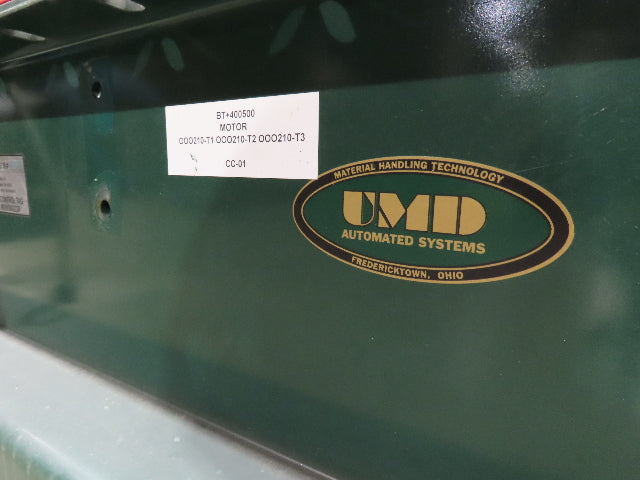 BT+400500
MOTOR
OOO210-T1 OOO210-T2 OOO210-T3
CC-01
MATERIAL HANDLING TECHNOLOGY
UMD
AUTOMATED SYSTEMS
FREDERICKTOWN, OHIO